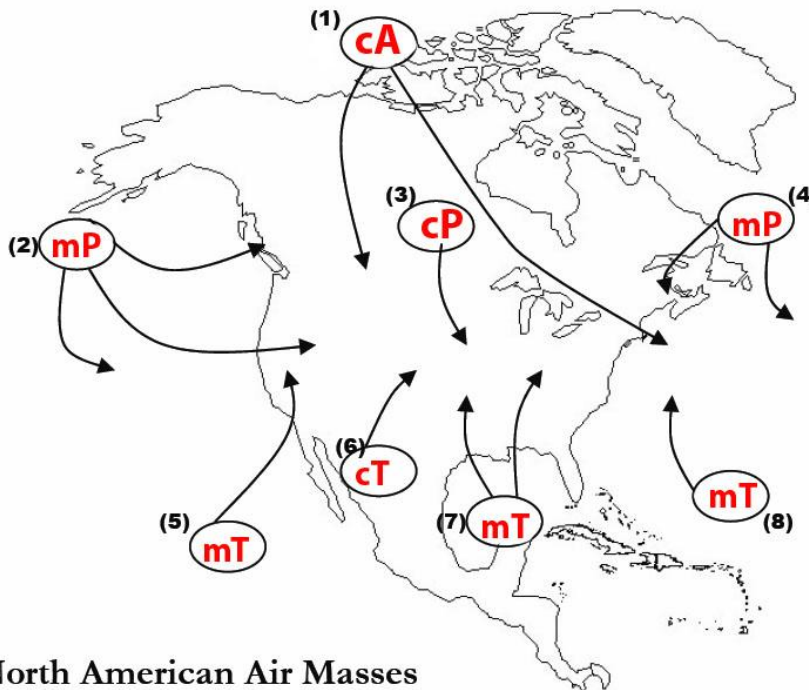 (1)
cA
(3)
cP
(4
mP
(2)
mP
(6)
cT
(5)
mT
(7)
mT
mT
(8)
North American Air Masses